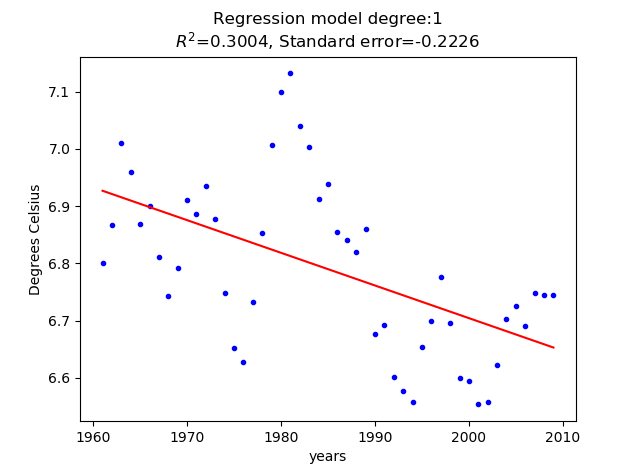 Regression model degree:1
R²=0.3004, Standard error=-0.2226
7.1
7.0
6.9
6.8
6.7
6.6
Degrees Celsius
1960 1970 1980 1990 2000 2010
years